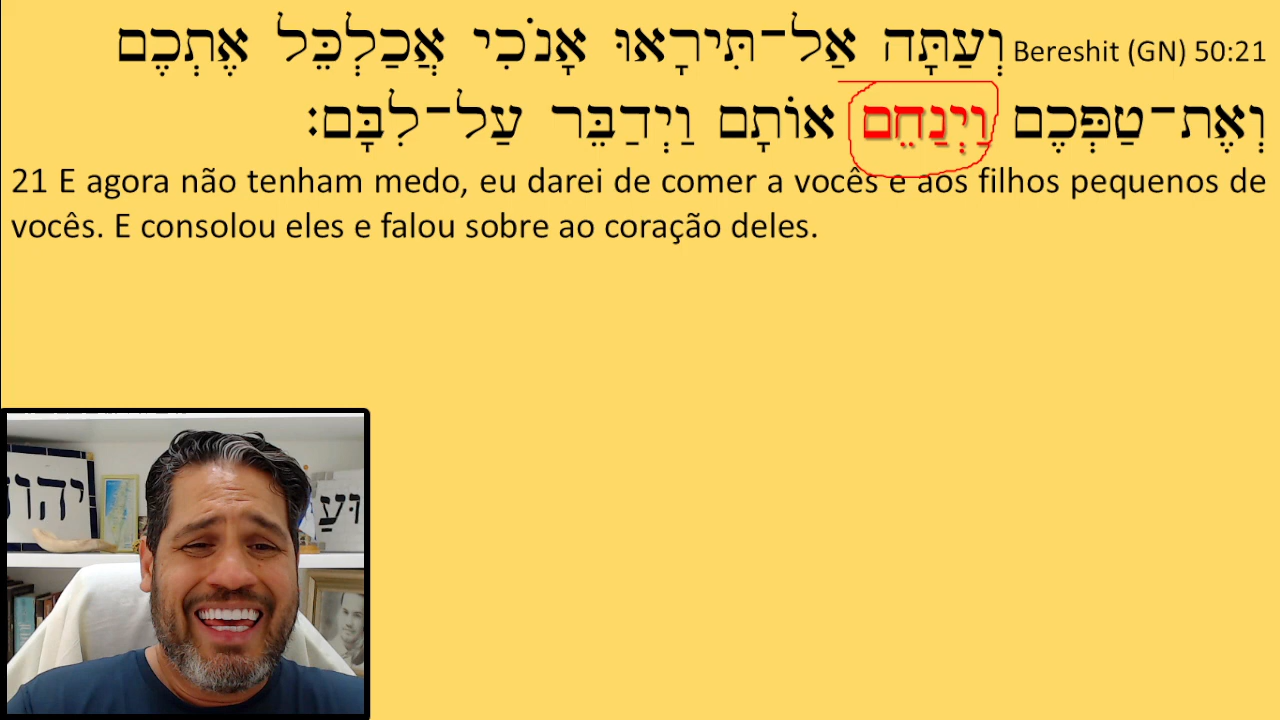 Bereshit (GN) 50:21 וְעַתָּה אַל־תִּירָאוּ אָנֹכִי אֲכַלְכֵּל אֶתְכֶם
וְאֶת־טַפְּכֶם וַיְנַחֵם אוֹתָם וַיְדַבֵּר עַל־לִבָּם׃
21 E agora não tenham medo, eu darei de comer a vocês e aos filhos pequenos de
vocês. E consolou eles e falou sobre ao coração deles.